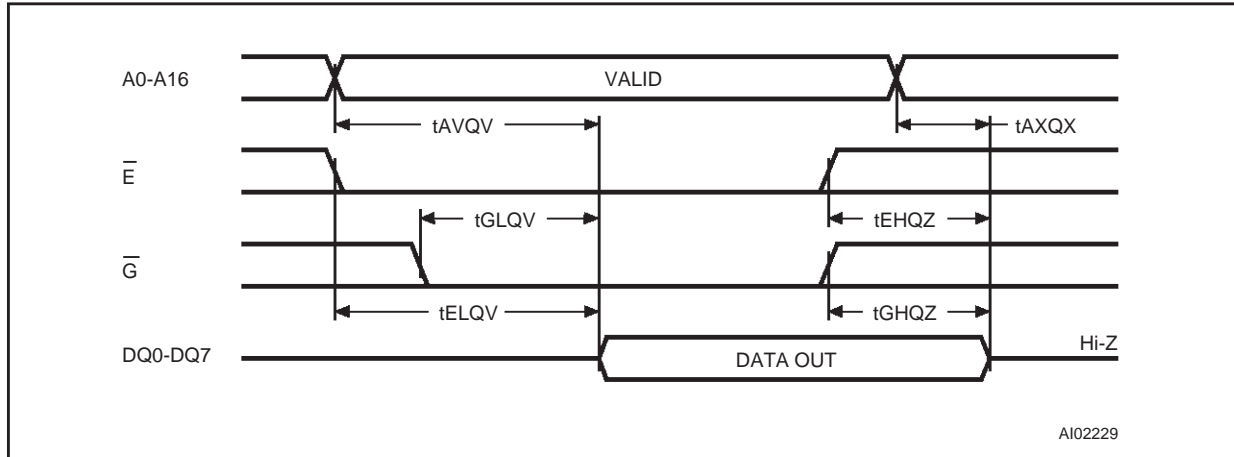 A0-A16
VALID
tAVQV
tAXQX
E
tGLQV
tEHQZ
G
tELQV
tGHQZ
DQ0-DQ7
DATA OUT
Hi-Z
AI02229